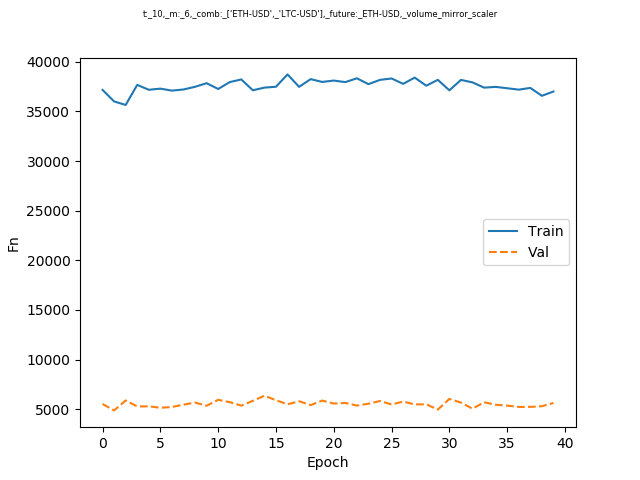 t:_10,_m:_6,_comb:_['ETH-USD',_'LTC-USD'],_future:_ETH-USD,_volume_mirror_scaler
40000
35000
30000
25000
20000
15000
10000
5000
Fn
Train
Val
0 5 10 15 20 25 30 35 40
Epoch